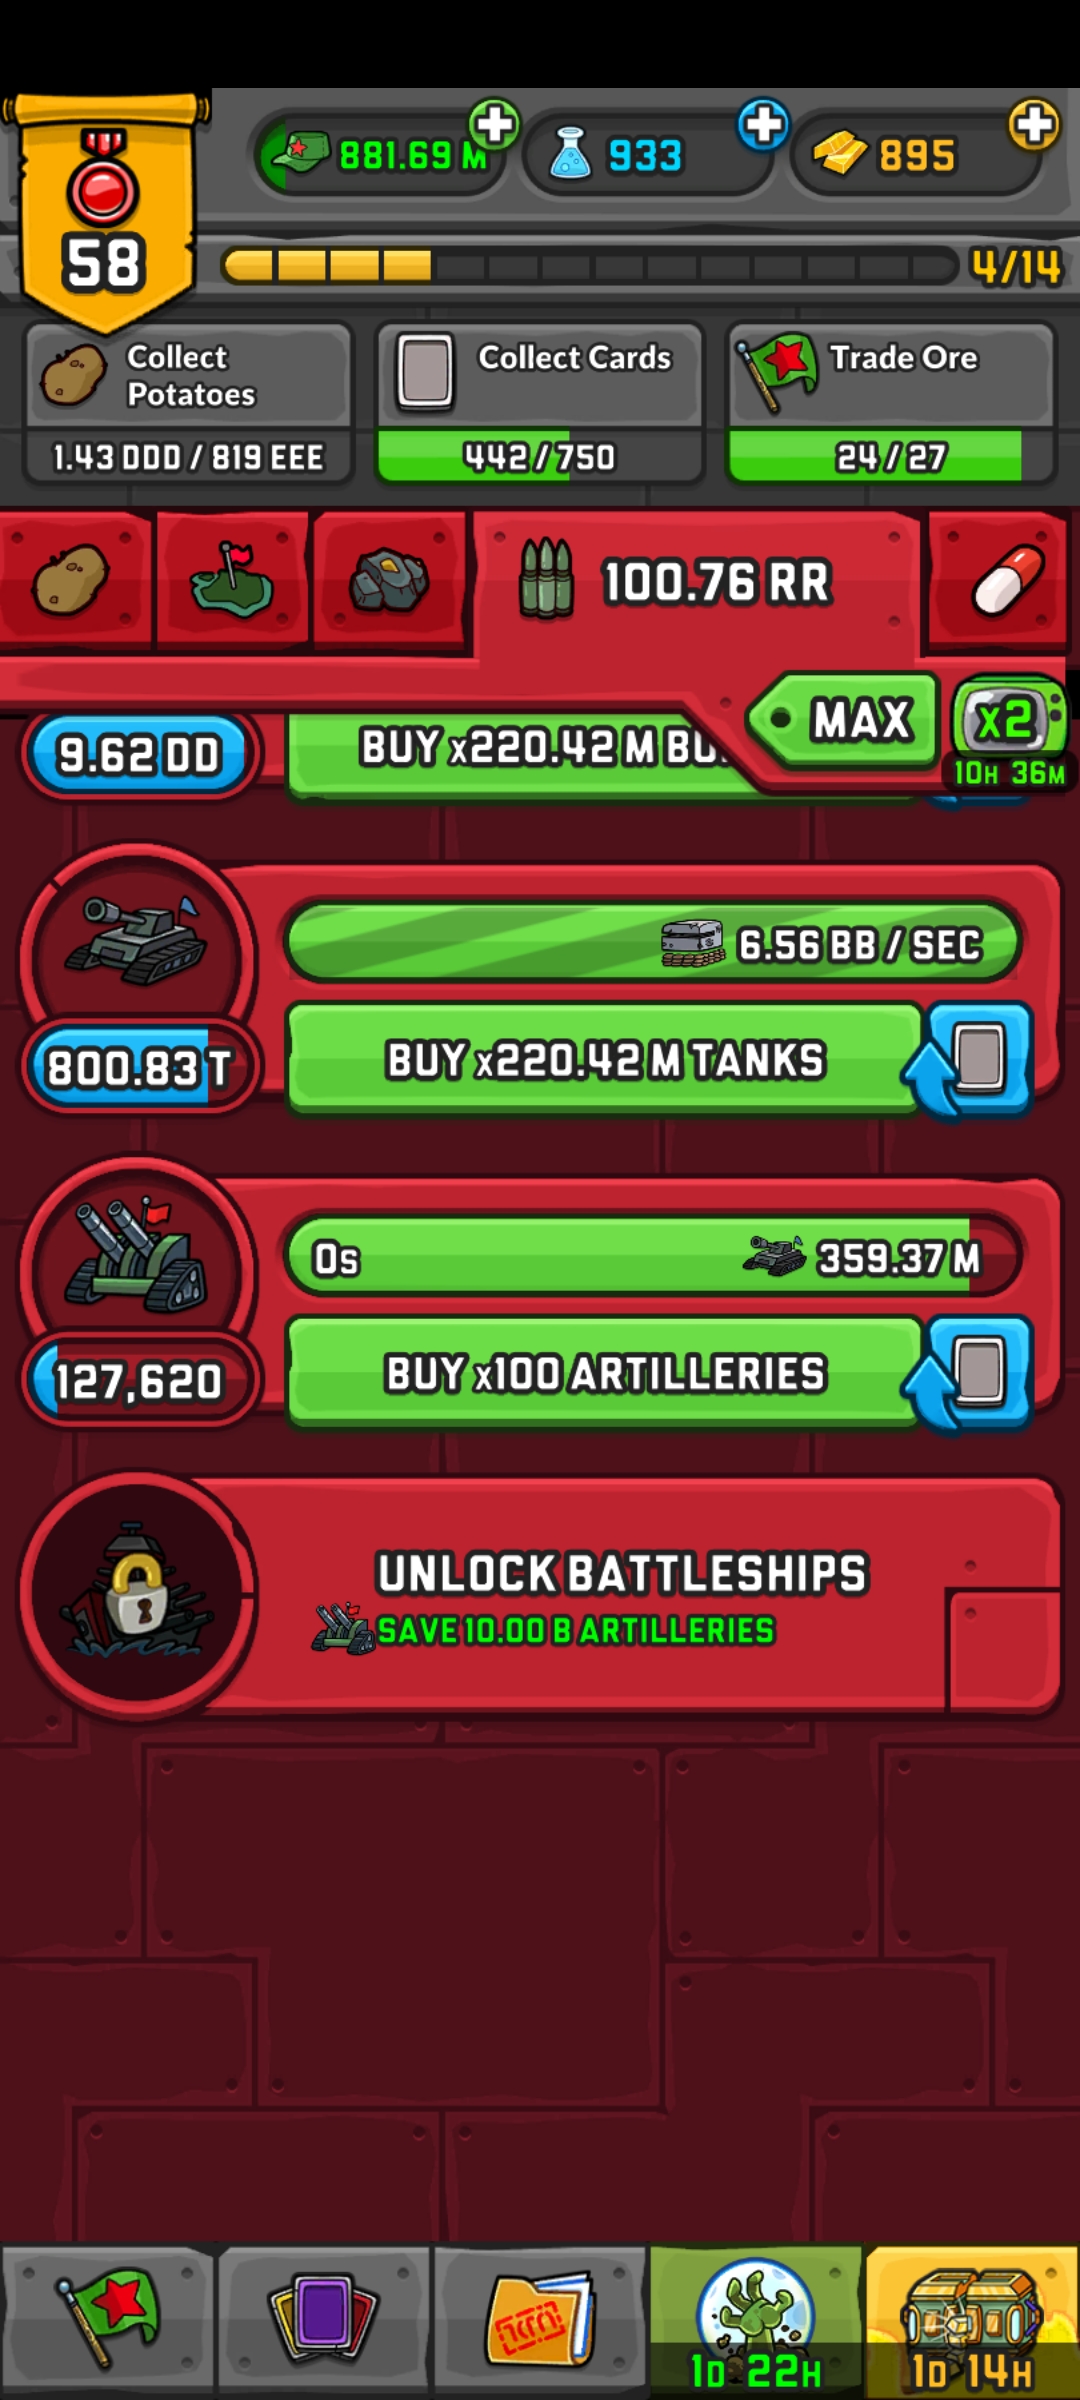 58
881.69 M
933
895
4/14
Collect
Potatoes
1.43 DDD / 819 EEE
Collect Cards
442 / 750
Trade Ore
24 / 27
100.76 RR
MAX
x2
10H 36M
9.62 DD
BUY x220.42 M
6.56 BB / SEC
800.83 T
BUY x220.42 M TANKS
0s
359.37 M
127,620
BUY x100 ARTILLERIES
UNLOCK BATTLESHIPS
SAVE 10.00 B ARTILLERIES
1D 22H
1D 14H